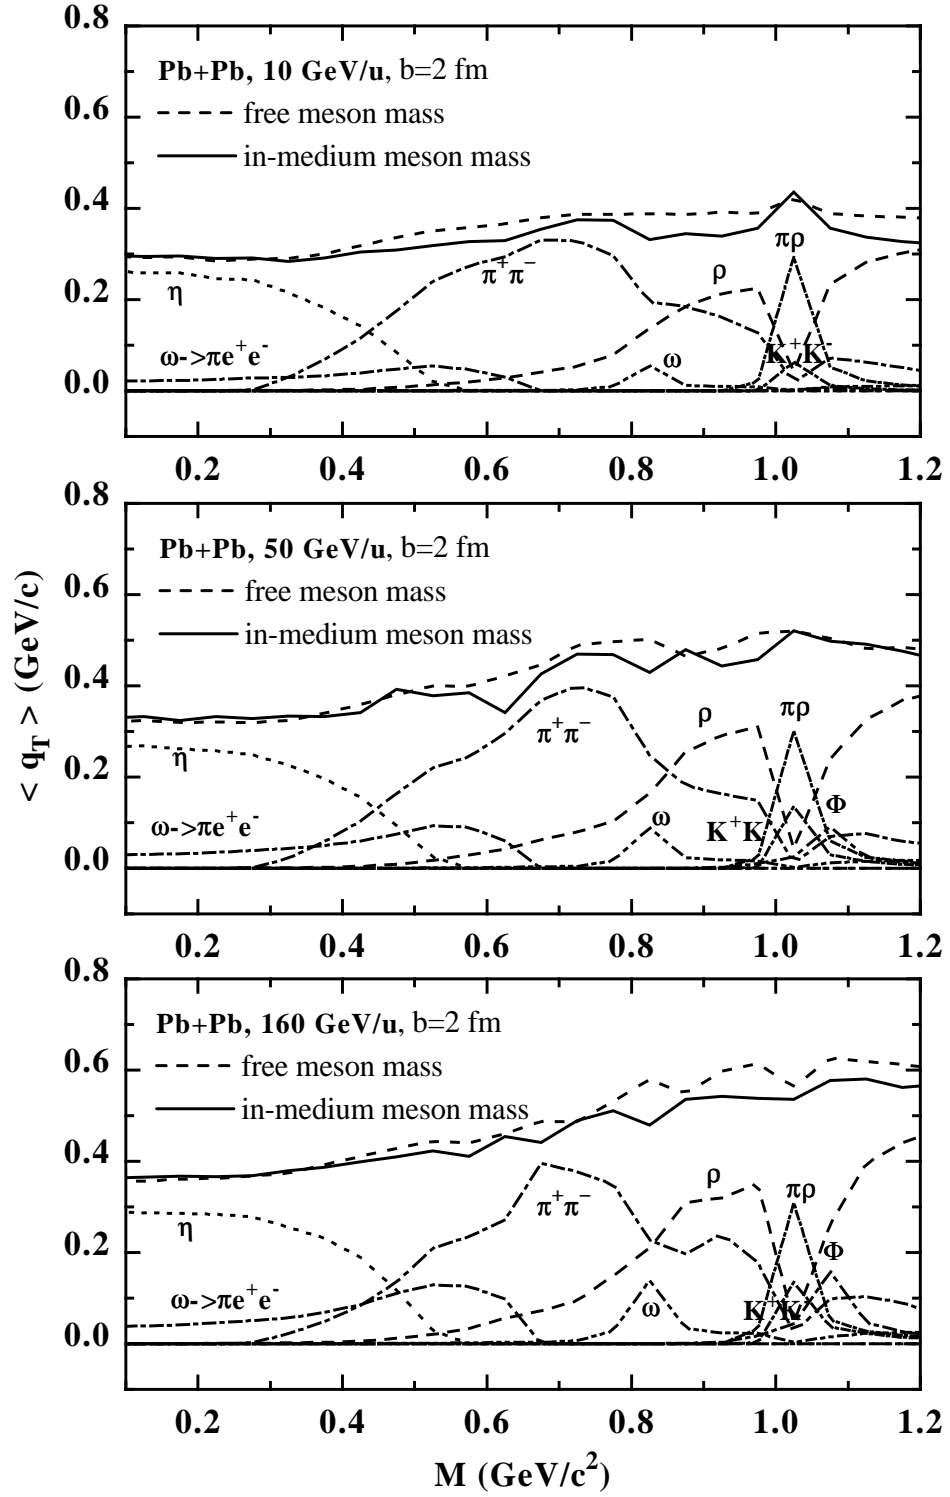 0.8
Pb+Pb, 10 GeV/u, b=2 fm
free meson mass
0.6
in-medium meson mass
0.4
πρ
π⁺π⁻
ρ
η
0.2
ω->πe⁺e⁻
ω
K⁺K⁻
0.0
0.2 0.4 0.6 0.8 1.0 1.2
0.8
Pb+Pb, 50 GeV/u, b=2 fm
free meson mass
0.6
in-medium meson mass
< q_T > (GeV/c)
0.4
π⁺π⁻
ρ
πρ
η
0.2
ω->πe⁺e⁻
ω
K⁺K
Φ
0.0
0.2 0.4 0.6 0.8 1.0 1.2
0.8
Pb+Pb, 160 GeV/u, b=2 fm
free meson mass
0.6
in-medium meson mass
0.4
π⁺π⁻
ρ
πρ
η
0.2
Φ
ω->πe⁺e⁻
ω
K⁺K
0.0
0.2 0.4 0.6 0.8 1.0 1.2
M (GeV/c²)